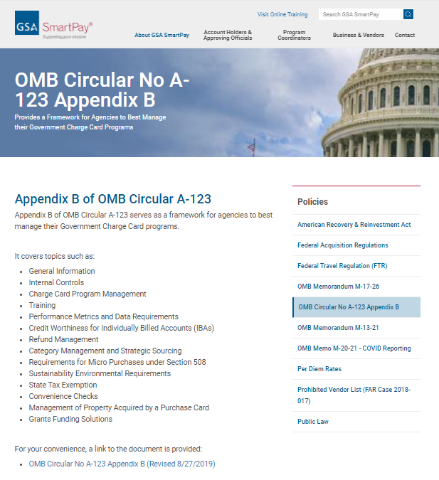 Visit Online Training
Search GSA SmartPay
GSA
SmartPay®
Supporting your mission
About GSA SmartPay
Account Holders &
Approving Officials
Program
Coordinators
Business & Vendors
Contact
OMB Circular No A-
123 Appendix B
Provides a Framework for Agencies to Best Manage
their Government Charge Card Programs
Appendix B of OMB Circular A-123
Appendix B of OMB Circular A-123 serves as a framework for agencies to best
manage their Government Charge Card programs.
It covers topics such as:
• General Information
• Internal Controls
• Charge Card Program Management
• Training
• Performance Metrics and Data Requirements
• Credit Worthiness for Individually Billed Accounts (IBAs)
• Refund Management
• Category Management and Strategic Sourcing
• Requirements for Micro Purchases under Section 508
• Sustainability Environmental Requirements
• State Tax Exemption
• Convenience Checks
• Management of Property Acquired by a Purchase Card
• Grants Funding Solutions
For your convenience, a link to the document is provided:
• OMB Circular No A-123 Appendix B (Revised 8/27/2019)
Policies
American Recovery & Reinvestment Act
Federal Acquisition Regulations
Federal Travel Regulation (FTR)
OMB Memorandum M-17-26
OMB Circular No A-123 Appendix B
OMB Memorandum M-13-21
OMB Memo M-20-21 - COVID Reporting
Per Diem Rates
Prohibited Vendor List (FAR Case 2018-
017)
Public Law